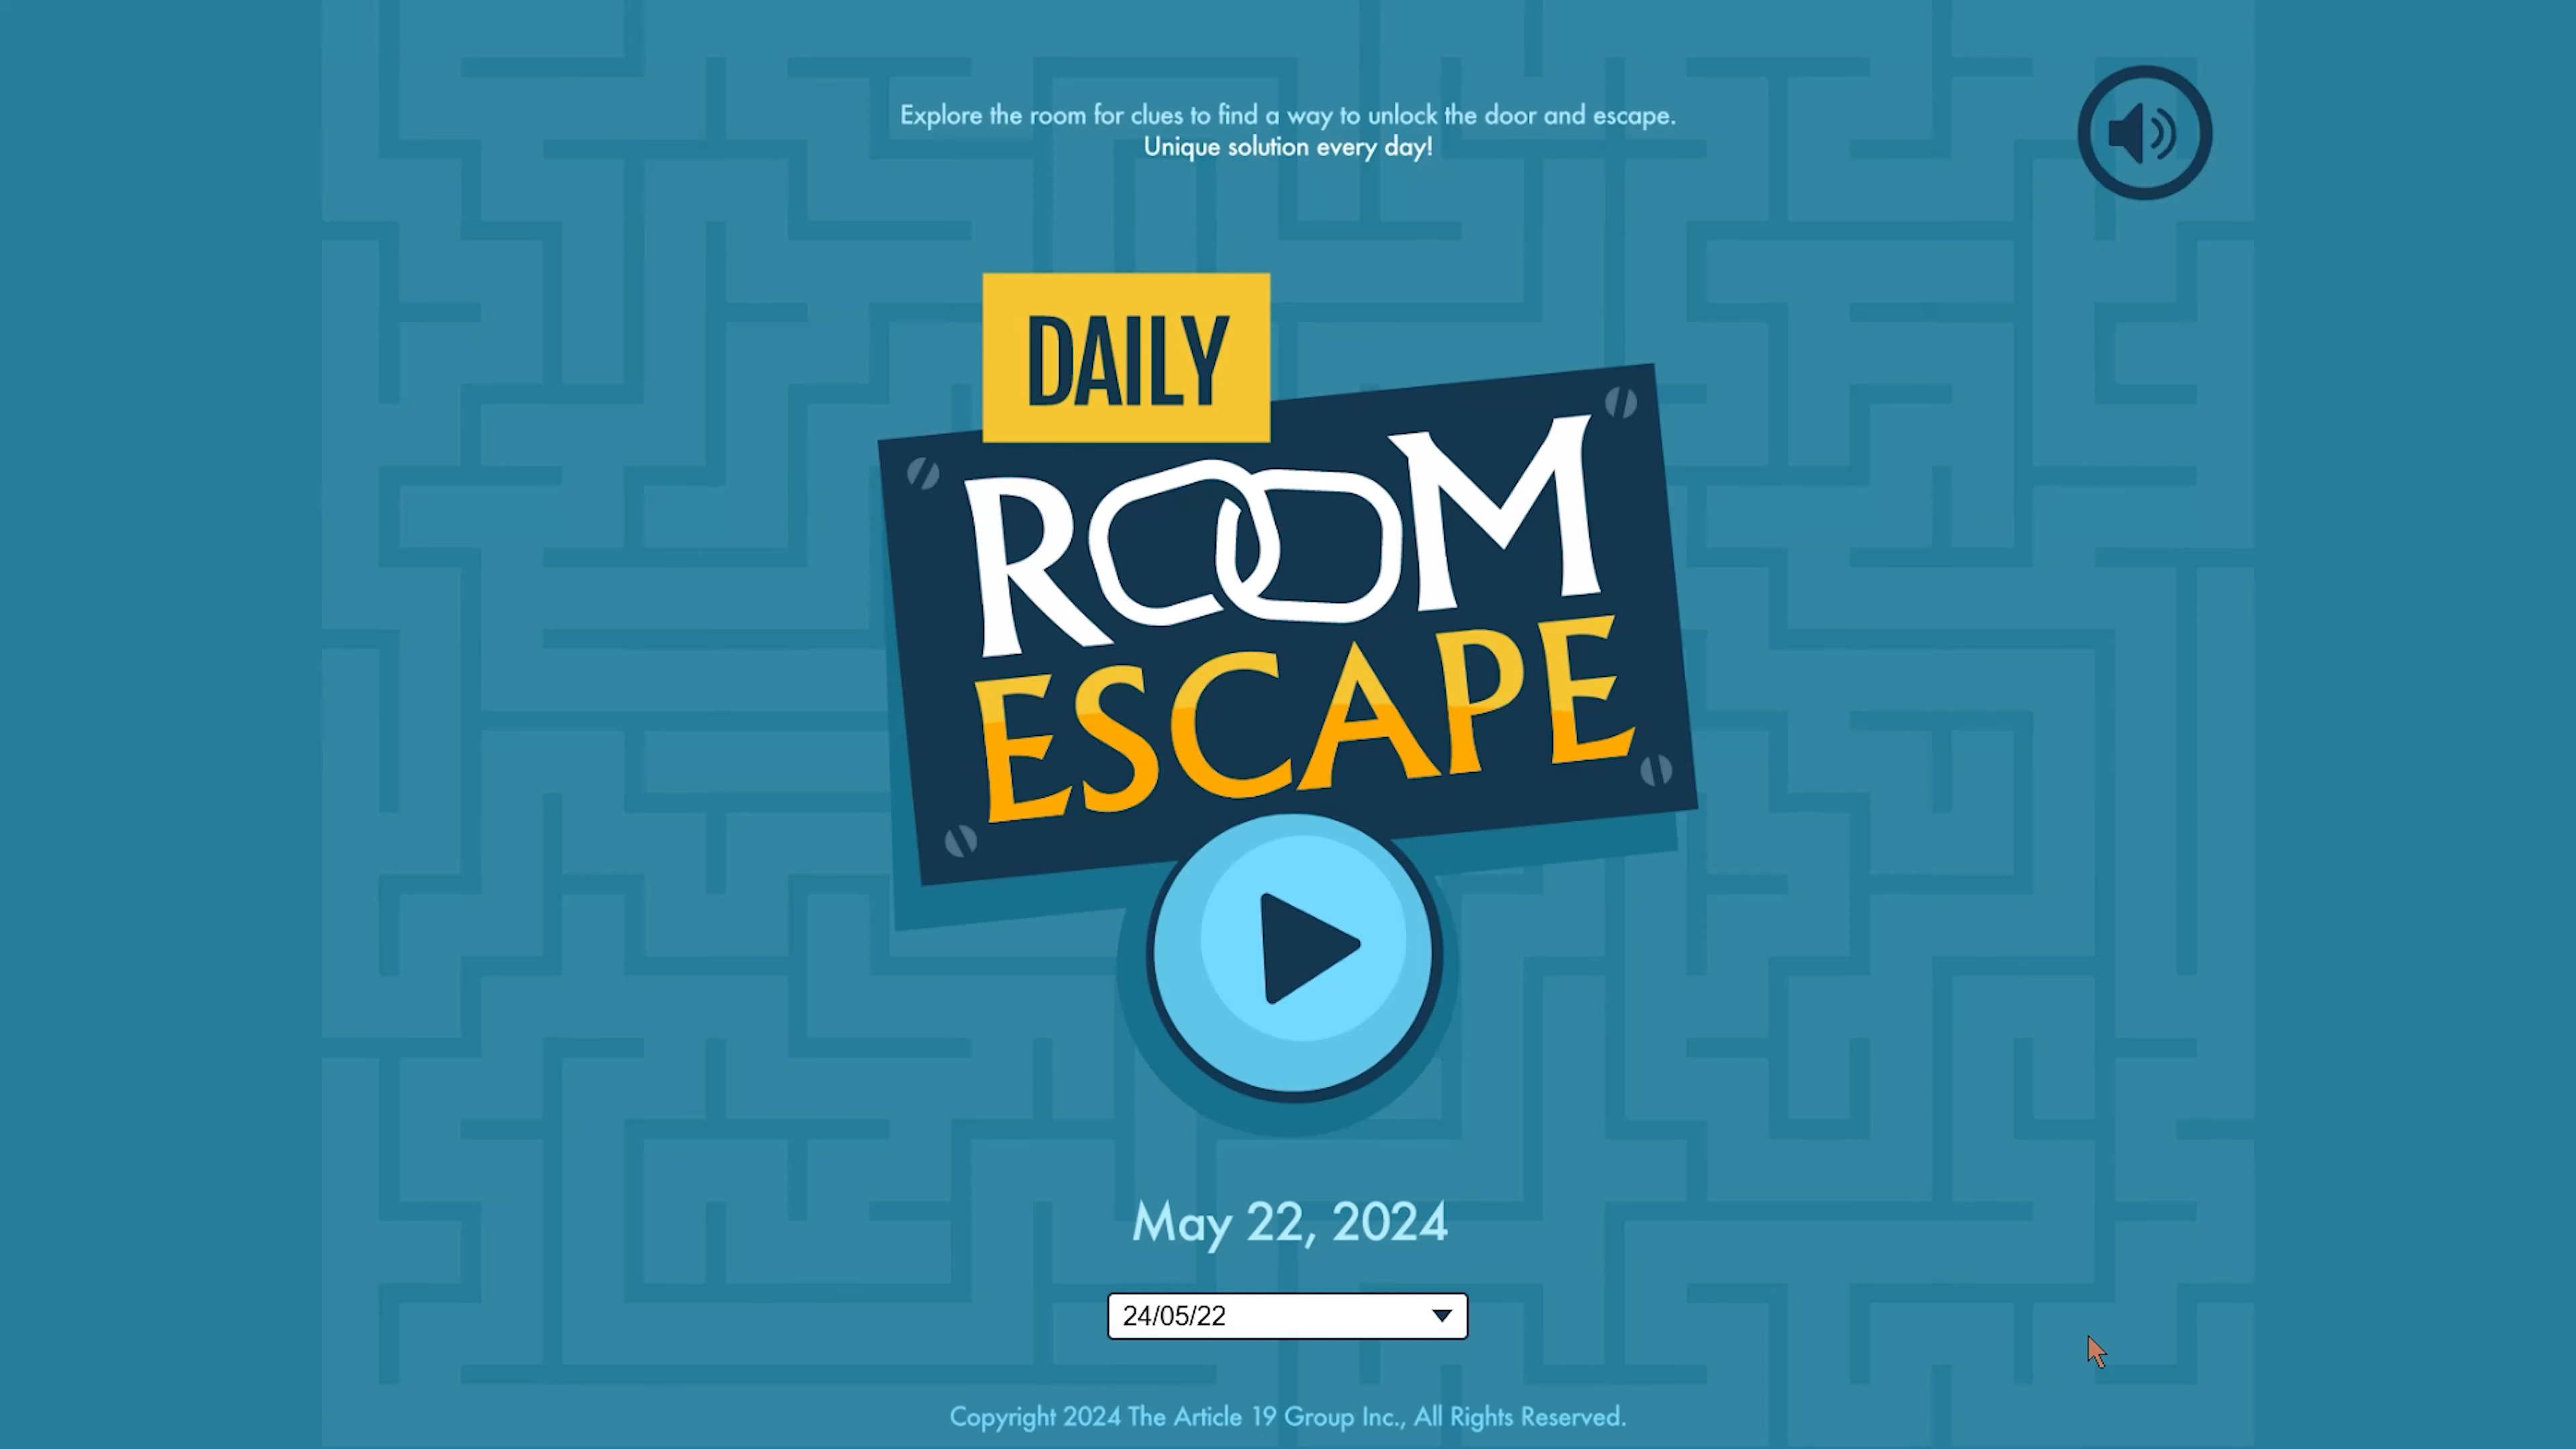 Explore the room for clues to find a way to unlock the door and escape.
Unique solution every day!
DAILY
ROOM
ESCAPE
May 22, 2024
24/05/22
Copyright 2024 The Article 19 Group Inc., All Rights Reserved.